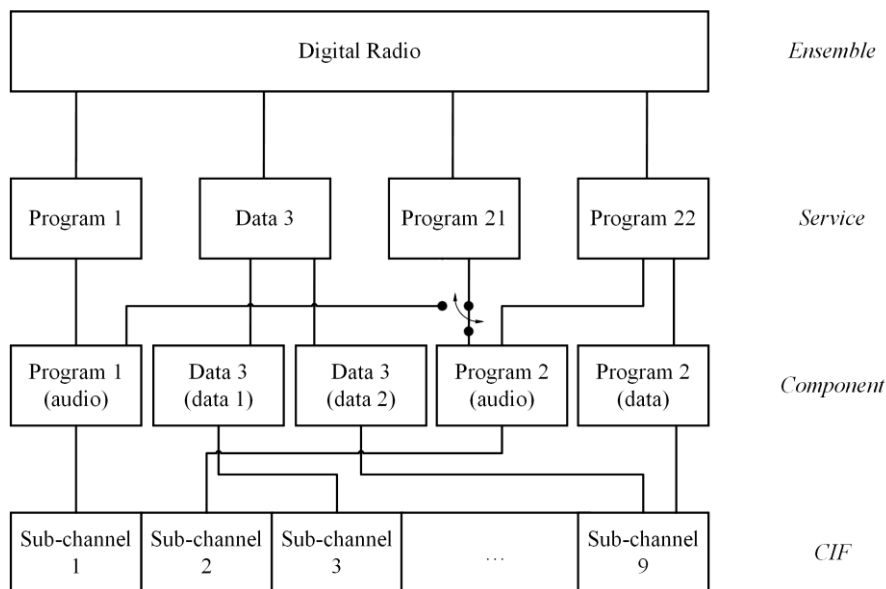 Digital Radio
Ensemble
Program 1
Data 3
Program 21
Program 22
Service
Program 1
(audio)
Data 3
(data 1)
Data 3
(data 2)
Program 2
(audio)
Program 2
(data)
Component
Sub-channel
1
Sub-channel
2
Sub-channel
3
...
Sub-channel
9
CIF